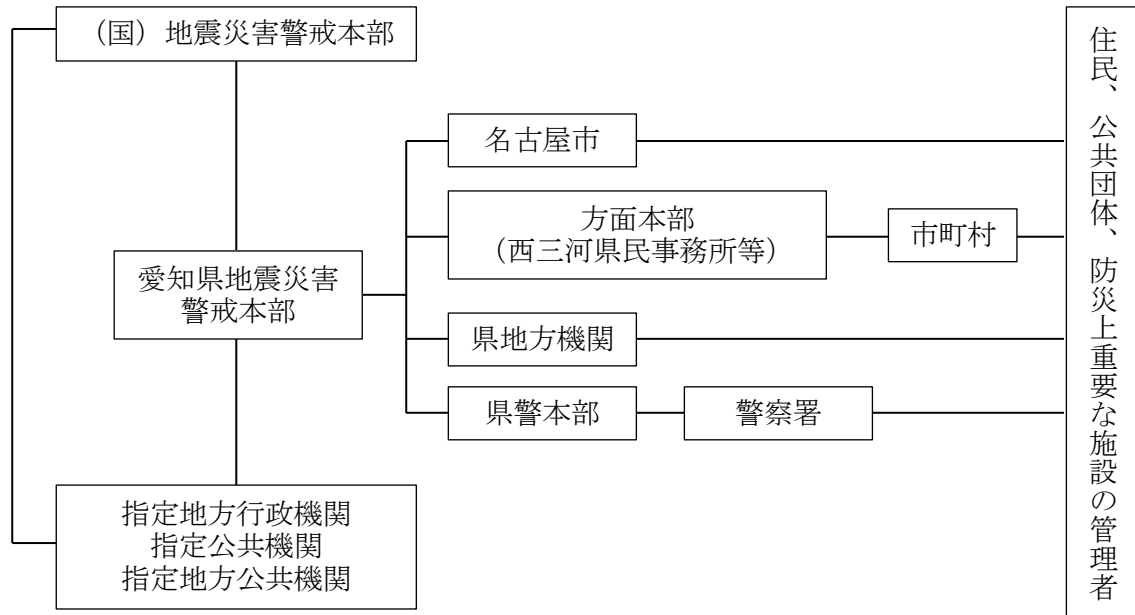 （国）地震災害警戒本部
名古屋市
方面本部
（西三河県民事務所等）
市町村
愛知県地震災害
警戒本部
県地方機関
県警本部
警察署
指定地方行政機関
指定公共機関
指定地方公共機関
住民、公共団体、防災上重要な施設の管理者